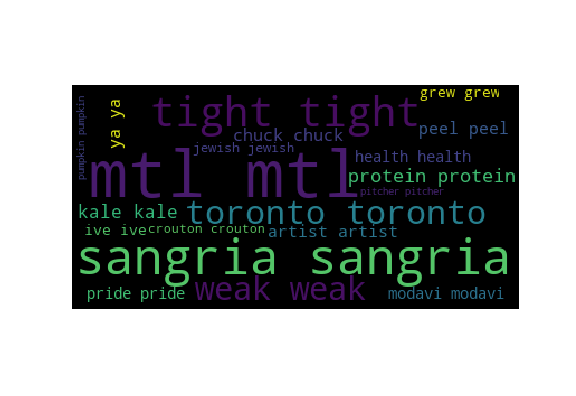 grew grew
pumpkin pumpkin
ya ya
tight tight
peel peel
chuck chuck
jewish jewish
health health
mtl mtl
protein protein
pitcher pitcher
kale kale
toronto toronto
ive ive
crouton crouton
artist artist
sangria sangria
pride pride
weak weak
modavi modavi